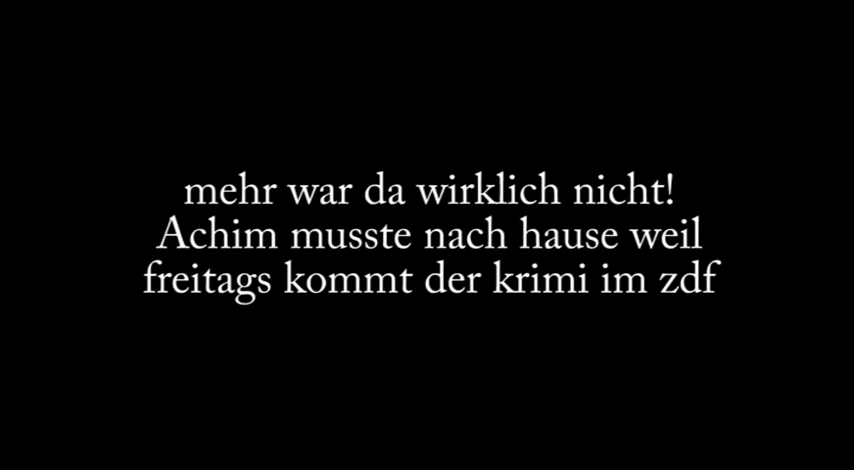 mehr war da wirklich nicht!
Achim musste nach hause weil
freitags kommt der krimi im zdf